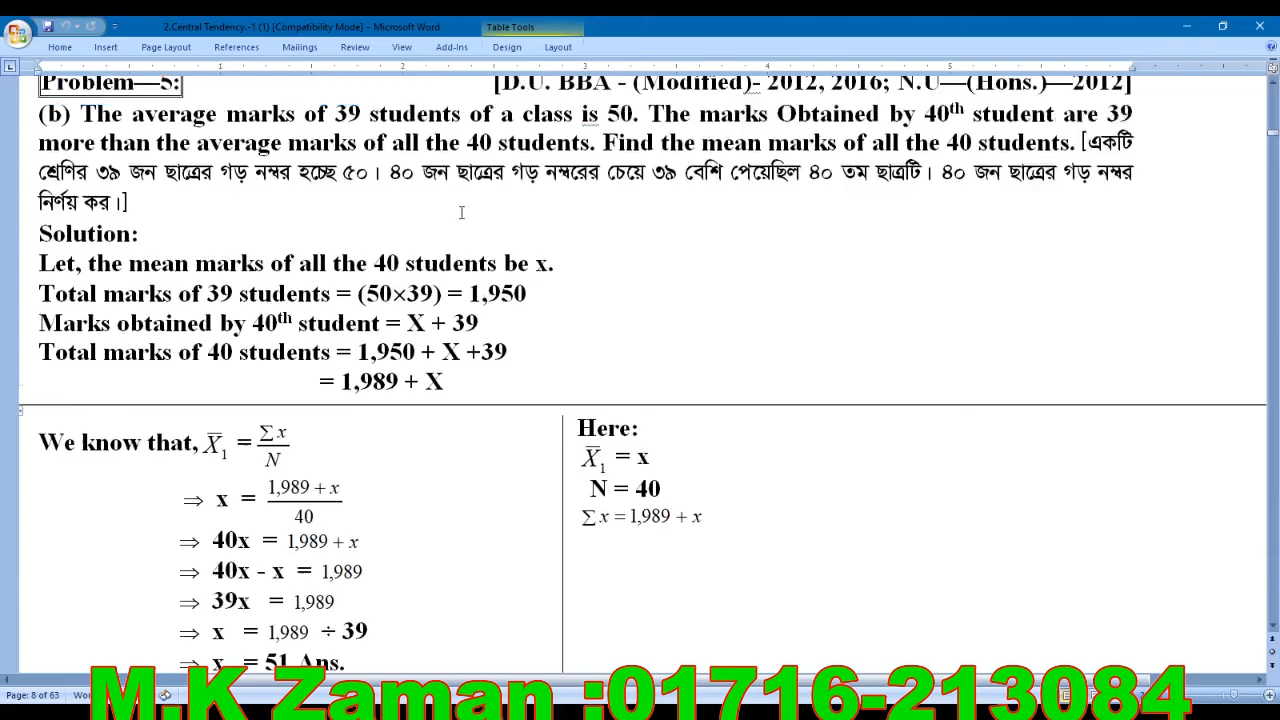 2.Central Tendency.-1 (1) [Compatibility Mode] - Microsoft Word
Table Tools
Home Insert Page Layout References Mailings Review View Add-Ins Design Layout
Problem—5: [D.U. BBA - (Modified)- 2012, 2016; N.U—(Hons.)—2012]
(b) The average marks of 39 students of a class is 50. The marks Obtained by 40th student are 39
more than the average marks of all the 40 students. Find the mean marks of all the 40 students. [একটি
শ্রেণির ৩৯ জন ছাত্রের গড় নম্বর হচ্ছে ৫০। ৪০ জন ছাত্রের গড় নম্বরের চেয়ে ৩৯ বেশি পেয়েছিল ৪০ তম ছাত্রটি। ৪০ জন ছাত্রের গড় নম্বর
নির্ণয় কর।]
Solution:
Let, the mean marks of all the 40 students be x.
Total marks of 39 students = (50×39) = 1,950
Marks obtained by 40th student = X + 39
Total marks of 40 students = 1,950 + X +39
= 1,989 + X
We know that, X̅₁ = ∑x / N
⇒ x = 1,989 + x / 40
⇒ 40x = 1,989 + x
⇒ 40x - x = 1,989
⇒ 39x = 1,989
⇒ x = 1,989 ÷ 39
⇒ x = 51 Ans.
Here:
X̅₁ = x
N = 40
∑x = 1,989 + x
M.K Zaman :01716-213084
Page: 8 of 63